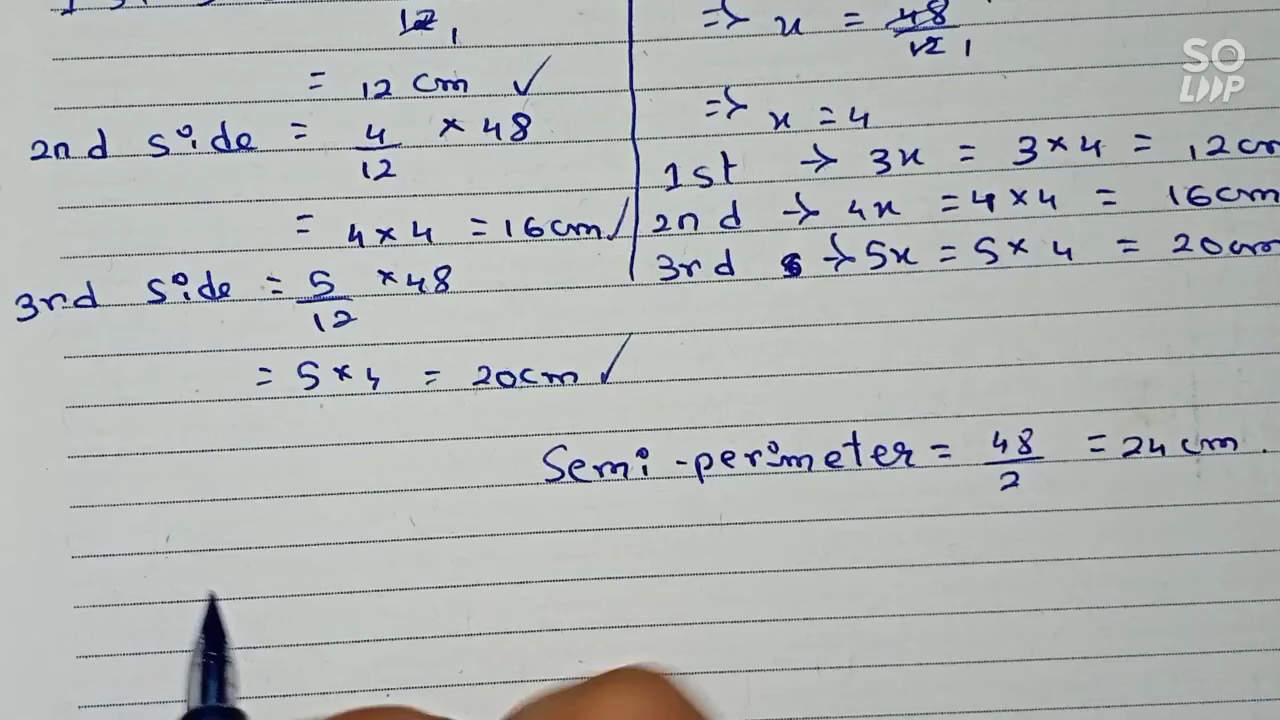 12 1
= 12 cm ✓
2nd side = 4/12 × 48
= 4 × 4 = 16cm ✓
3rd side = 5/12 × 48
= 5 × 4 = 20cm ✓
=> x = 48/12 1
=> x = 4
1st → 3x = 3 × 4 = 12cm
2nd → 4x = 4 × 4 = 16cm
3rd → 5x = 5 × 4 = 20cm
Semi-perimeter = 48/2 = 24 cm.
SO
LOOP